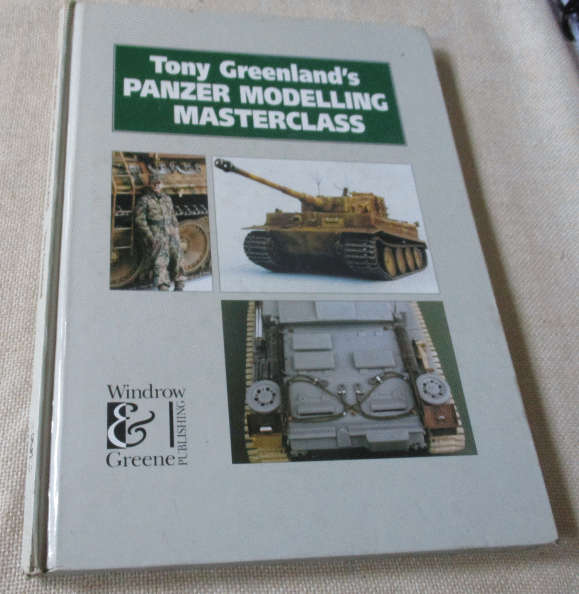 Tony Greenland's
PANZER MODELLING
MASTERCLASS
Windrow
&
Greene
PUBLISHING